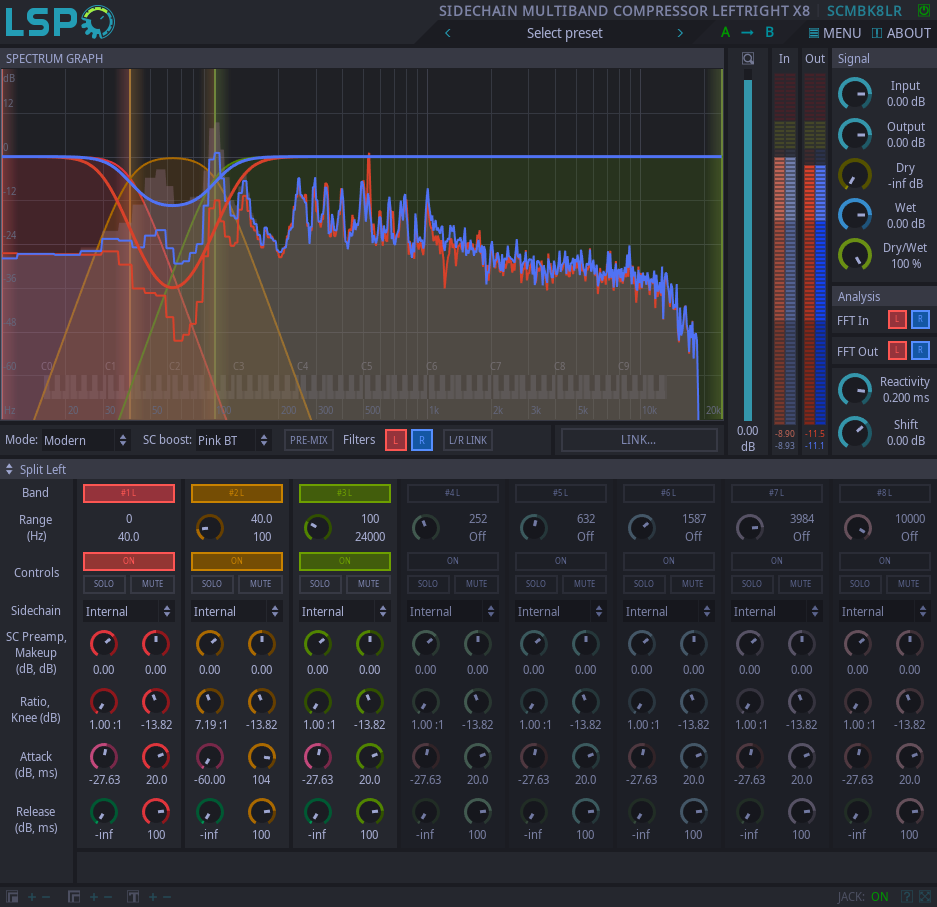 LSP
SIDECHAIN MULTIBAND COMPRESSOR LEFTRIGHT X8 SCMBK8LR
Select preset A B MENU ABOUT
SPECTRUM GRAPH
In Out Signal
dB
12
0
-12
-24
-36
-48
-60
C0 C1 C2 C3 C4 C5 C6 C7 C8 C9
Hz 20 30 50 100 200 300 500 1k 2k 3k 5k 10k 20k
0.00
dB
-8.90 -11.5
-8.93 -11.1
Input
0.00 dB
Output
0.00 dB
Dry
-inf dB
Wet
0.00 dB
Dry/Wet
100 %
Analysis
FFT In L R
FFT Out L R
Reactivity
0.200 ms
Shift
0.00 dB
Mode: Modern SC boost: Pink BT PRE-MIX Filters L R L/R LINK LINK...
Split Left
Band #1 L #2 L #3 L #4 L #5 L #6 L #7 L #8 L
Range 0 40.0 100 252 632 1587 3984 10000
(Hz) 40.0 100 24000 Off Off Off Off Off
Controls ON ON ON ON ON ON ON ON
SOLO MUTE SOLO MUTE SOLO MUTE SOLO MUTE SOLO MUTE SOLO MUTE SOLO MUTE SOLO MUTE
Sidechain Internal Internal Internal Internal Internal Internal Internal Internal
SC Preamp,
Makeup
(dB, dB) 0.00 0.00 0.00 0.00 0.00 0.00 0.00 0.00 0.00 0.00 0.00 0.00 0.00 0.00 0.00 0.00
Ratio,
Knee (dB) 1.00 :1 -13.82 7.19 :1 -13.82 1.00 :1 -13.82 1.00 :1 -13.82 1.00 :1 -13.82 1.00 :1 -13.82 1.00 :1 -13.82 1.00 :1 -13.82
Attack
(dB, ms) -27.63 20.0 -60.00 104 -27.63 20.0 -27.63 20.0 -27.63 20.0 -27.63 20.0 -27.63 20.0 -27.63 20.0
Release
(dB, ms) -inf 100 -inf 100 -inf 100 -inf 100 -inf 100 -inf 100 -inf 100 -inf 100
JACK: ON ?